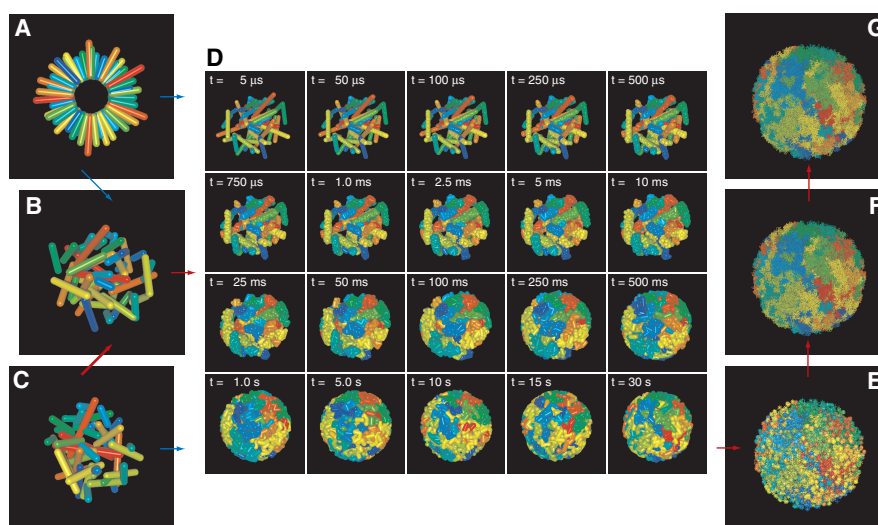 A
B
C
D
t = 5 µs
t = 50 µs
t = 100 µs
t = 250 µs
t = 500 µs
t = 750 µs
t = 1.0 ms
t = 2.5 ms
t = 5 ms
t = 10 ms
t = 25 ms
t = 50 ms
t = 100 ms
t = 250 ms
t = 500 ms
t = 1.0 s
t = 5.0 s
t = 10 s
t = 15 s
t = 30 s
G
F
E